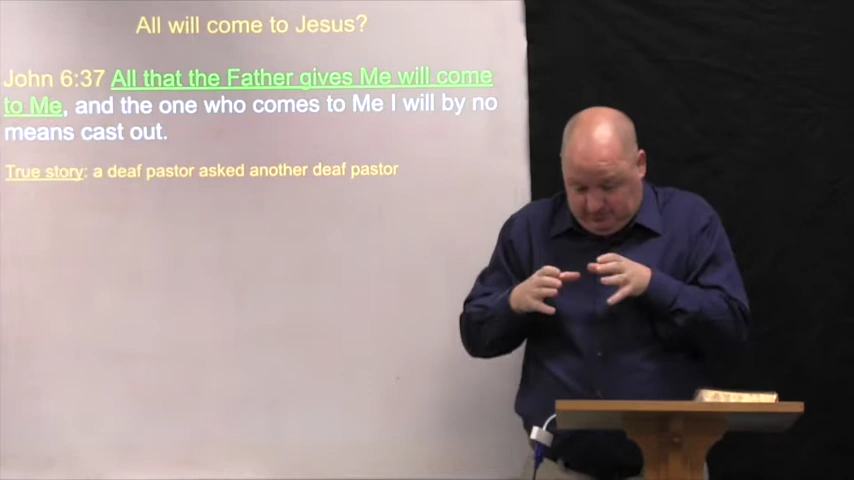 All will come to Jesus?
John 6:37 All that the Father gives Me will come
to Me, and the one who comes to Me I will by no
means cast out.
True story: a deaf pastor asked another deaf pastor